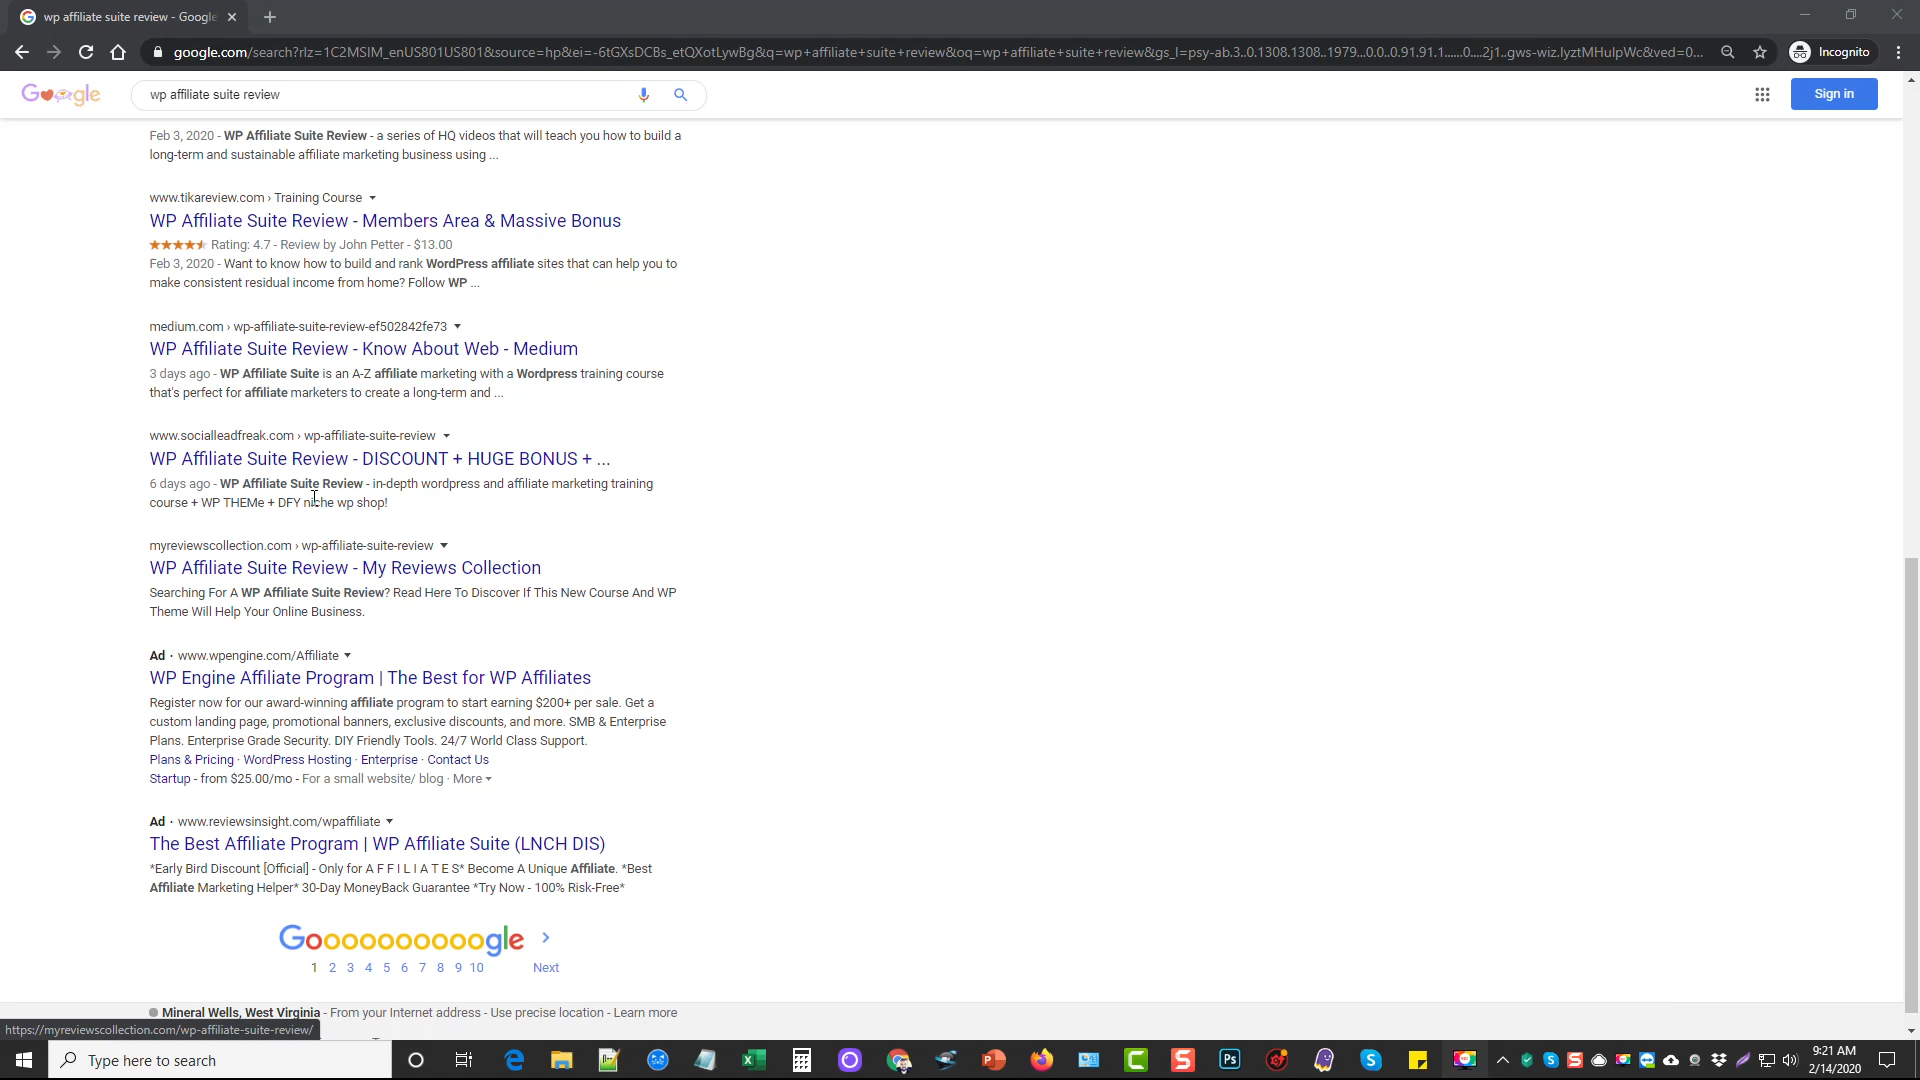 wp affiliate suite review - Google
google.com/search?rlz=1C2MSIM_enUS801US801&source=hp&ei=-6tGXsDCBs_etQXotLywBg&q=wp+affiliate+suite+review&oq=wp+affiliate+suite+review&gs_l=psy-ab.3..0.1308.1308..1979...0.0..0.91.91.1......0....2j1..gws-wiz.IyztMHuIpWc&ved=0...
Incognito
Google
wp affiliate suite review
Sign in
Feb 3, 2020 - WP Affiliate Suite Review - a series of HQ videos that will teach you how to build a
long-term and sustainable affiliate marketing business using ...
www.tikareview.com › Training Course
WP Affiliate Suite Review - Members Area & Massive Bonus
Rating: 4.7 - Review by John Petter - $13.00
Feb 3, 2020 - Want to know how to build and rank WordPress affiliate sites that can help you to
make consistent residual income from home? Follow WP ...
medium.com › wp-affiliate-suite-review-ef502842fe73
WP Affiliate Suite Review - Know About Web - Medium
3 days ago - WP Affiliate Suite is an A-Z affiliate marketing with a Wordpress training course
that's perfect for affiliate marketers to create a long-term and ...
www.socialleadfreak.com › wp-affiliate-suite-review
WP Affiliate Suite Review - DISCOUNT + HUGE BONUS + ...
6 days ago - WP Affiliate Suite Review - in-depth wordpress and affiliate marketing training
course + WP THEMe + DFY niche wp shop!
myreviewscollection.com › wp-affiliate-suite-review
WP Affiliate Suite Review - My Reviews Collection
Searching For A WP Affiliate Suite Review? Read Here To Discover If This New Course And WP
Theme Will Help Your Online Business.
Ad · www.wpengine.com/Affiliate
WP Engine Affiliate Program | The Best for WP Affiliates
Register now for our award-winning affiliate program to start earning $200+ per sale. Get a
custom landing page, promotional banners, exclusive discounts, and more. SMB & Enterprise
Plans. Enterprise Grade Security. DIY Friendly Tools. 24/7 World Class Support.
Plans & Pricing · WordPress Hosting · Enterprise · Contact Us
Startup - from $25.00/mo - For a small website/ blog · More
Ad · www.reviewsinsight.com/wpaffiliate
The Best Affiliate Program | WP Affiliate Suite (LNCH DIS)
*Early Bird Discount [Official] - Only for A F F I L I A T E S* Become A Unique Affiliate. *Best
Affiliate Marketing Helper* 30-Day MoneyBack Guarantee *Try Now - 100% Risk-Free*
Goooooooooogle
1 2 3 4 5 6 7 8 9 10 Next
Mineral Wells, West Virginia - From your Internet address - Use precise location - Learn more
https://myreviewscollection.com/wp-affiliate-suite-review/
Type here to search
9:21 AM
2/14/2020